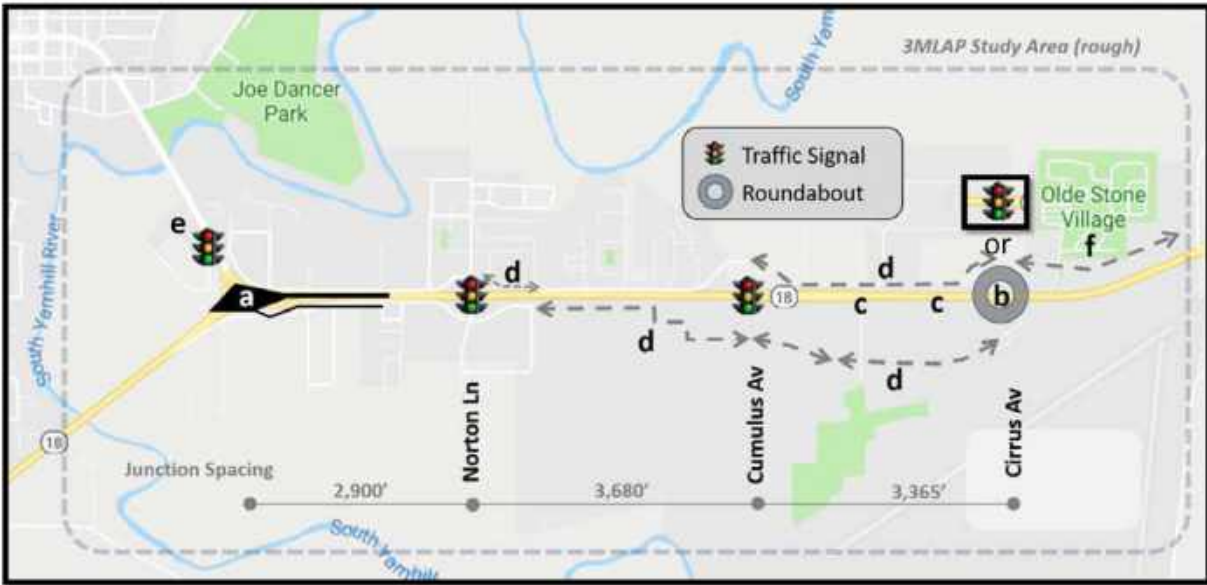 3MLAP Study Area (rough)
South Yam
Joe Dancer
Park
Traffic Signal
Roundabout
e
Olde Stone
Village
or
f
d
d
a
18
b
c
c
d
d
South Yamhill River
18
Norton Ln
Cumulus Av
Cirrus Av
Junction Spacing
2,900'
3,680'
3,365'
South Yamhill